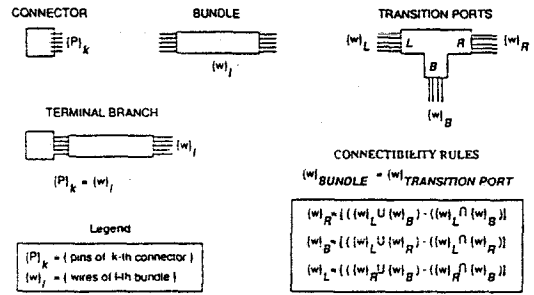 CONNECTOR
{P}k
BUNDLE
{w}i
TRANSITION PORTS
{w}L
L
R
{w}R
B
{w}B
TERMINAL BRANCH
{w}i
{P}k = {w}i
CONNECTIBILITY RULES
{w}BUNDLE = {w}TRANSITION PORT
{w}R = [({w}L ∪ {w}B) - ({w}L ∩ {w}B)]
{w}B = [({w}L ∪ {w}R) - ({w}L ∩ {w}R)]
{w}L = [({w}R ∪ {w}B) - ({w}R ∩ {w}B)]
Legend
{P}k = { pins of k-th connector }
{w}i = { wires of i-th bundle }